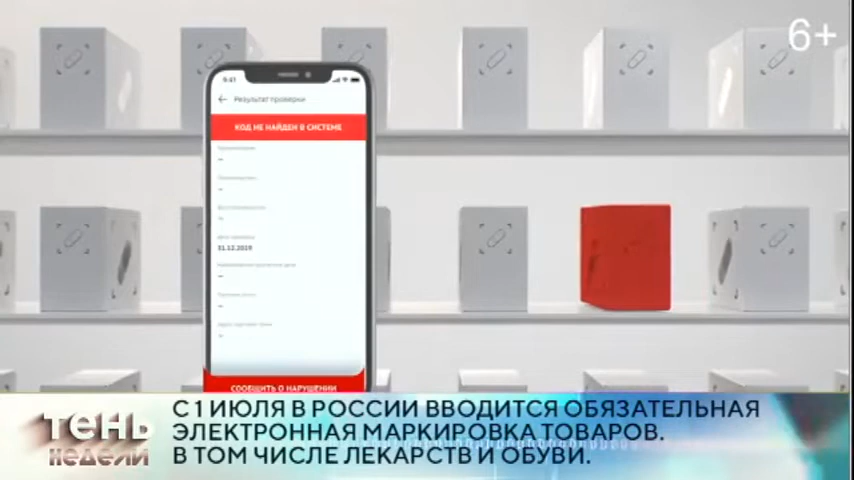 6+
9:41
Результат проверки
КОД НЕ НАЙДЕН В СИСТЕМЕ
31.12.2019
СООБЩИТЬ О НАРУШЕНИИ
ТЕНЬ
НЕДЕЛИ
С 1 ИЮЛЯ В РОССИИ ВВОДИТСЯ ОБЯЗАТЕЛЬНАЯ
ЭЛЕКТРОННАЯ МАРКИРОВКА ТОВАРОВ.
В ТОМ ЧИСЛЕ ЛЕКАРСТВ И ОБУВИ.